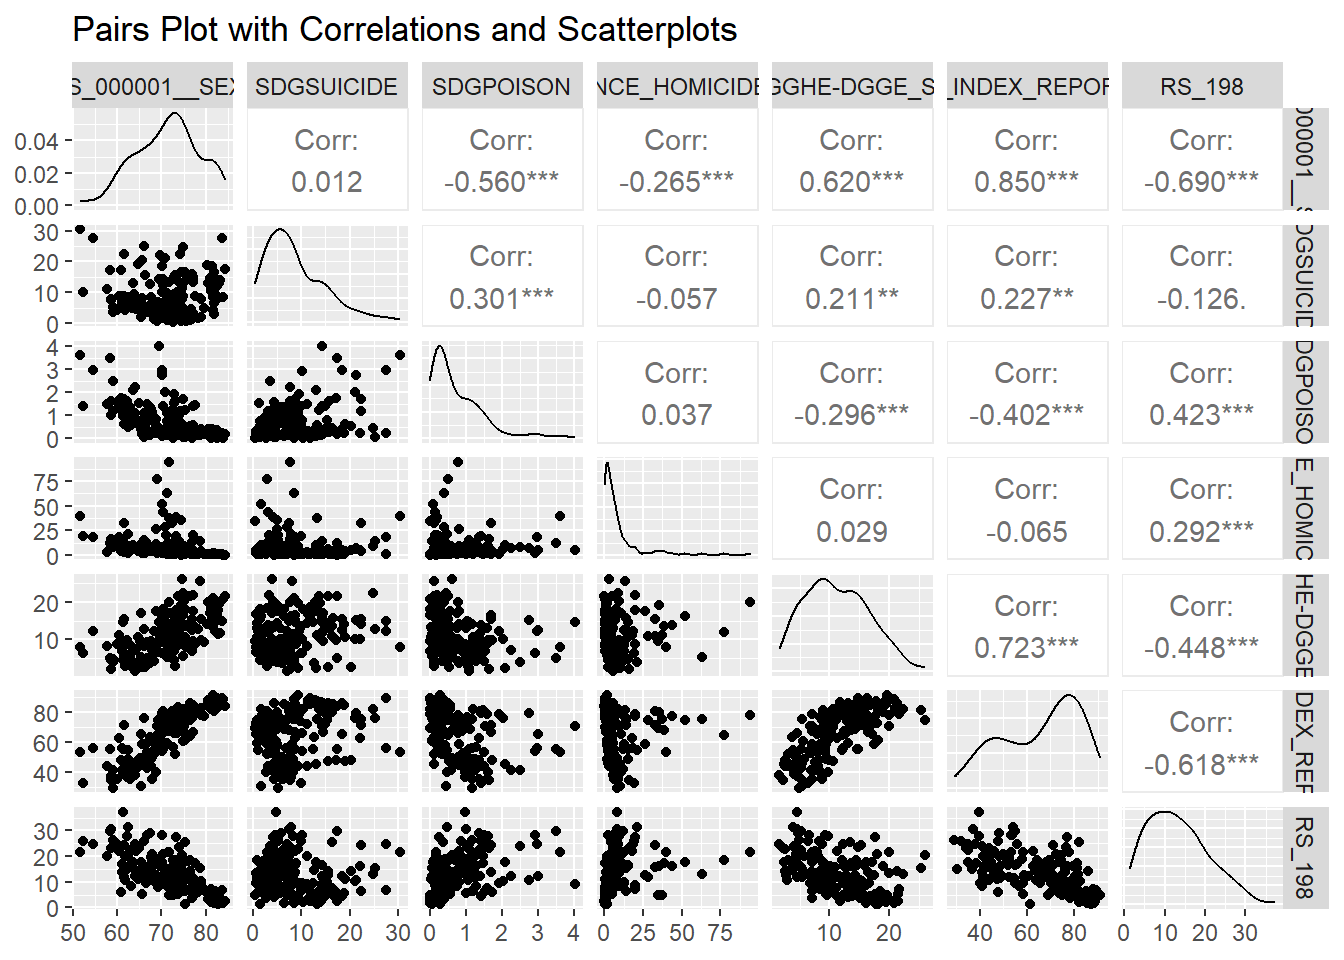 Pairs Plot with Correlations and Scatterplots
S_000001__SEX SDGSUICIDE SDGPOISON NCE_HOMICIDE GGHE-DGGE_S _INDEX_REPOR RS_198
0.04 0.02 0.00
Corr: Corr: Corr: Corr: Corr: Corr:
0.012 -0.560*** -0.265*** 0.620*** 0.850*** -0.690***
000001__S
30 20 10 0
Corr: Corr: Corr: Corr: Corr:
0.301*** -0.057 0.211** 0.227** -0.126.
DGSUICID
4 3 2 1 0
Corr: Corr: Corr: Corr:
0.037 -0.296*** -0.402*** 0.423***
DGPOISO
75 50 25 0
Corr: Corr: Corr:
0.029 -0.065 0.292***
E_HOMIC
20 10
Corr: Corr:
0.723*** -0.448***
HE-DGGE
80 60 40
Corr:
-0.618***
DEX_REF
30 20 10 0
RS_198
50 60 70 80 0 10 20 30 0 1 2 3 4 0 25 50 75 10 20 40 60 80 0 10 20 30